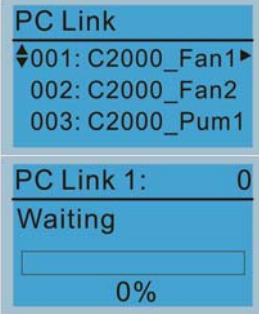 PC Link
001: C2000_Fan1
002: C2000_Fan2
003: C2000_Pum1
PC Link 1: 0
Waiting
0%